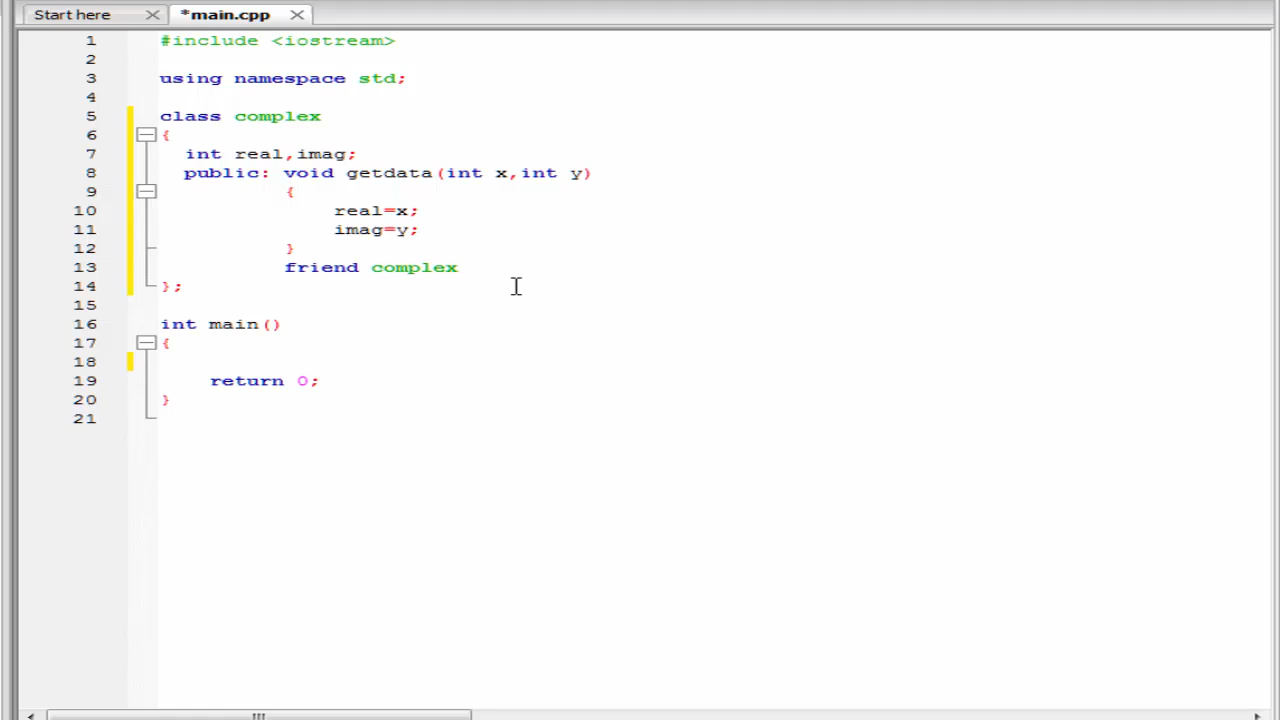 Start here *main.cpp
1 #include <iostream>
2
3 using namespace std;
4
5 class complex
6 {
7 int real,imag;
8 public: void getdata(int x,int y)
9 {
10 real=x;
11 imag=y;
12 }
13 friend complex
14 };
15
16 int main()
17 {
18
19 return 0;
20 }
21